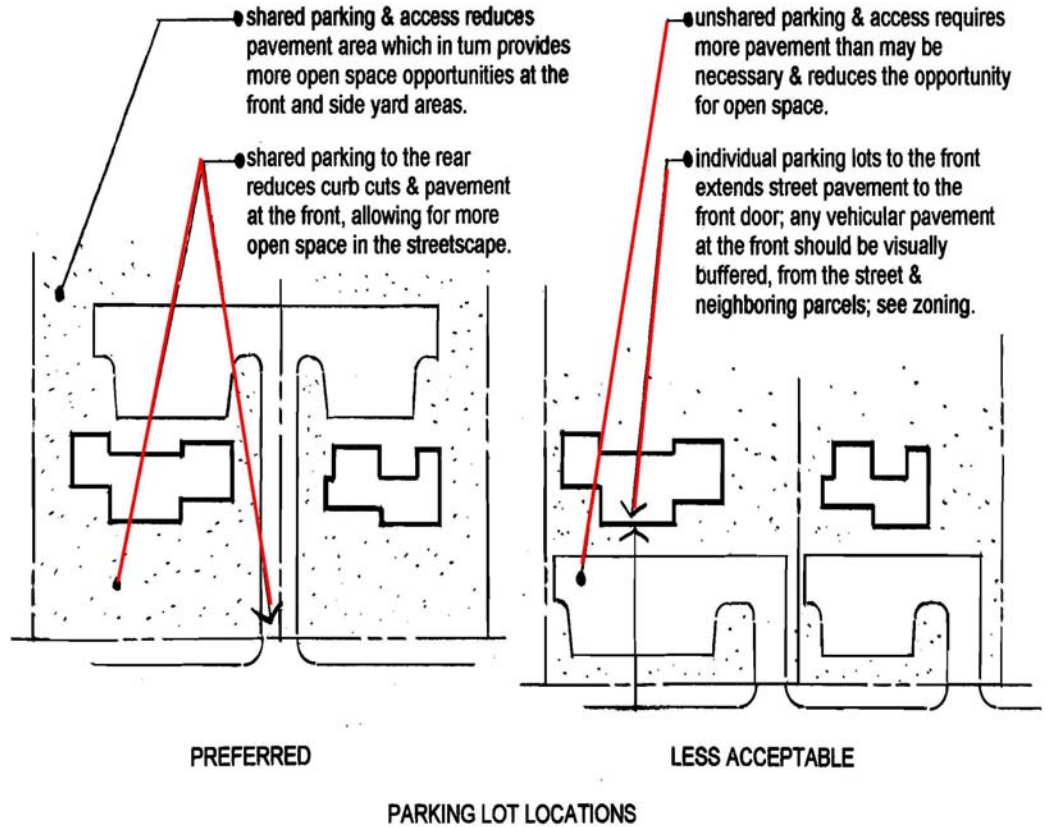 shared parking & access reduces
pavement area which in turn provides
more open space opportunities at the
front and side yard areas.
shared parking to the rear
reduces curb cuts & pavement
at the front, allowing for more
open space in the streetscape.
unshared parking & access requires
more pavement than may be
necessary & reduces the opportunity
for open space.
individual parking lots to the front
extends street pavement to the
front door; any vehicular pavement
at the front should be visually
buffered, from the street &
neighboring parcels; see zoning.
PREFERRED
LESS ACCEPTABLE
PARKING LOT LOCATIONS